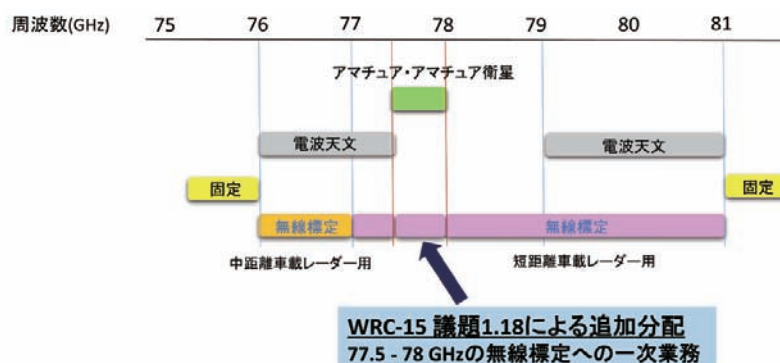 周波数(GHz) 75 76 77 78 79 80 81
アマチュア・アマチュア衛星
電波天文 電波天文
固定 固定
無線標定 無線標定
中距離車載レーダー用 短距離車載レーダー用
WRC-15 議題1.18による追加分配
77.5 - 78 GHzの無線標定への一次業務